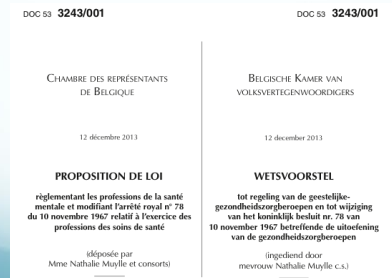 DOC 53 3243/001
DOC 53 3243/001
CHAMBRE DES REPRÉSENTANTS
DE BELGIQUE
12 décembre 2013
PROPOSITION DE LOI
règlementant les professions de la santé
mentale et modifiant l'arrêté royal n° 78
du 10 novembre 1967 relatif à l'exercice des
professions des soins de santé
(déposée par
Mme Nathalie Muylle et consorts)
BELGISCHE KAMER VAN
VOLKSVERTEGENWOORDIGERS
12 december 2013
WETSVOORSTEL
tot regeling van de geestelijke-
gezondheidszorgberoepen en tot wijziging
van het koninklijk besluit nr. 78 van
10 november 1967 betreffende de uitoefening
van de gezondheidszorgberoepen
(ingediend door
mevrouw Nathalie Muylle c.s.)